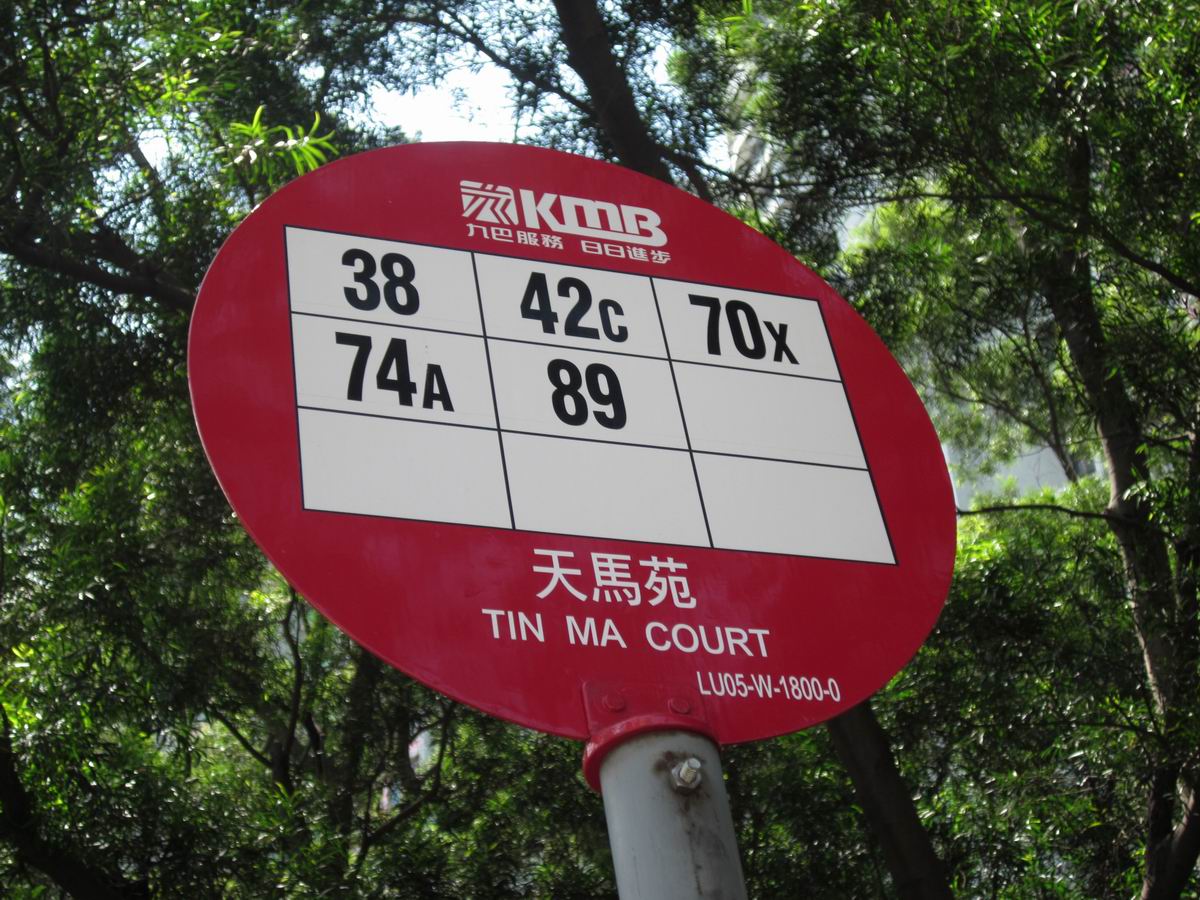 KMB
九巴服務 日日進步
38 42C 70X
74A 89
天馬苑
TIN MA COURT
LU05-W-1800-0